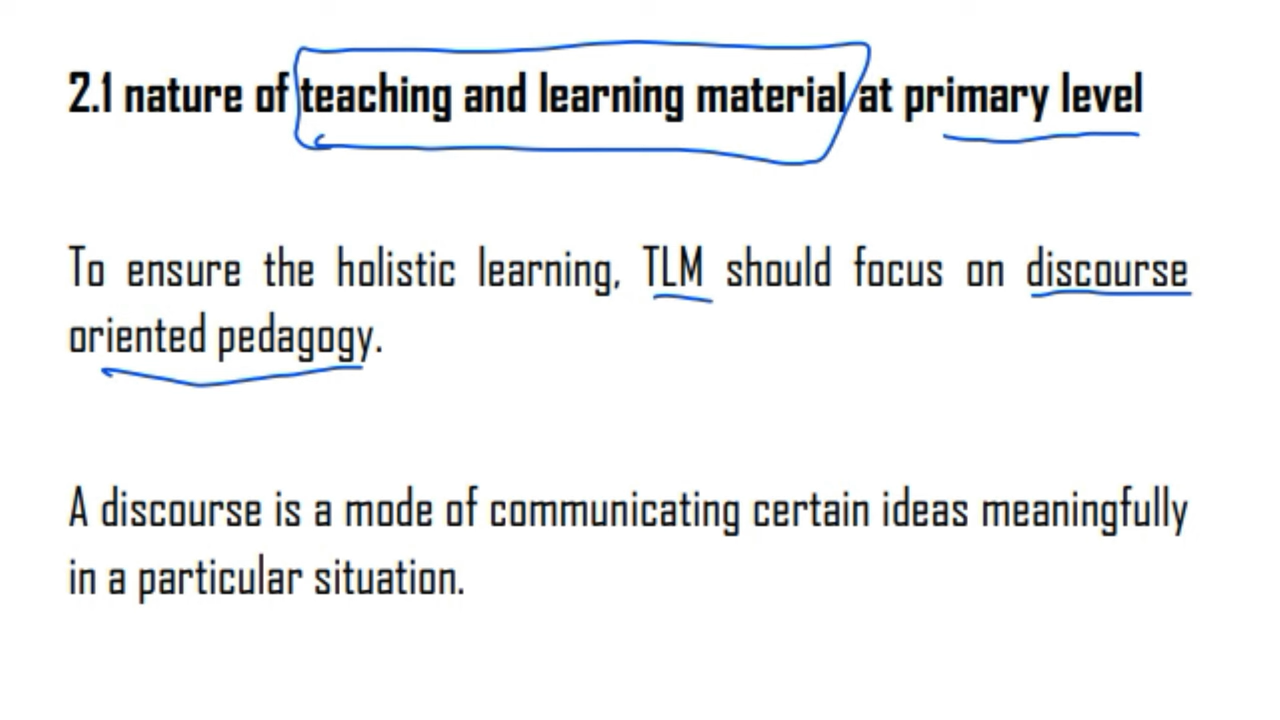 2.1 nature of teaching and learning material at primary level
To ensure the holistic learning, TLM should focus on discourse
oriented pedagogy.
A discourse is a mode of communicating certain ideas meaningfully
in a particular situation.